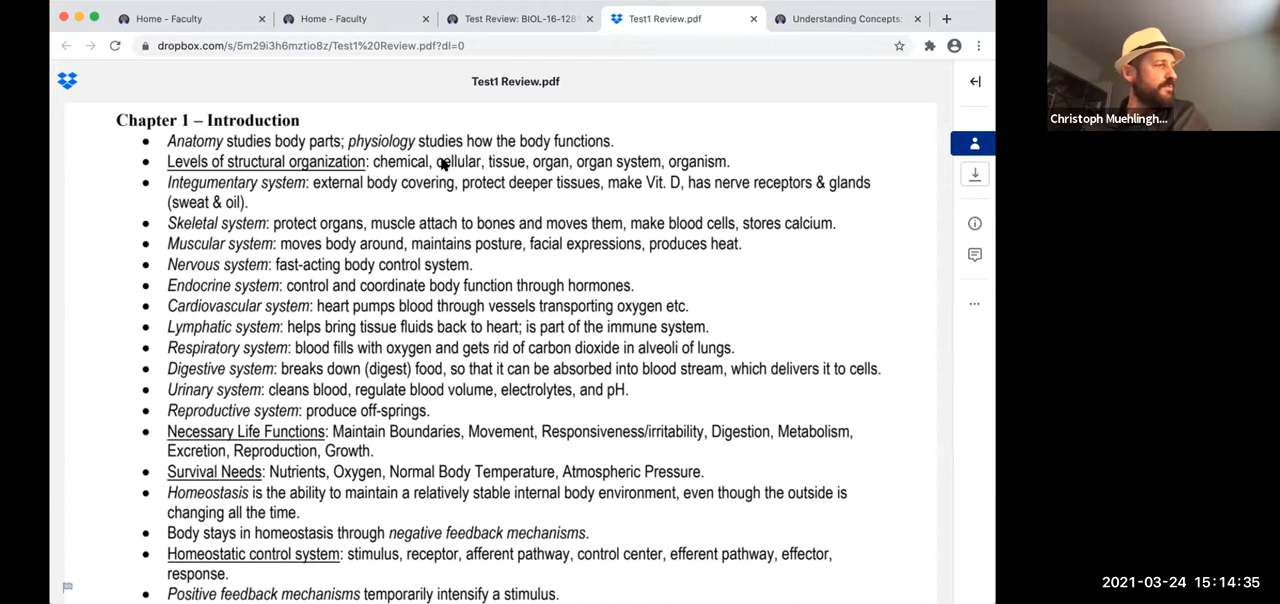 Home - Faculty
Home - Faculty
Test Review: BIOL-16-128
Test1 Review.pdf
Understanding Concepts:
dropbox.com/s/5m29i3h6mztio8z/Test1%20Review.pdf?dl=0
Test1 Review.pdf
Chapter 1 – Introduction
• Anatomy studies body parts; physiology studies how the body functions.
• Levels of structural organization: chemical, cellular, tissue, organ, organ system, organism.
• Integumentary system: external body covering, protect deeper tissues, make Vit. D, has nerve receptors & glands
(sweat & oil).
• Skeletal system: protect organs, muscle attach to bones and moves them, make blood cells, stores calcium.
• Muscular system: moves body around, maintains posture, facial expressions, produces heat.
• Nervous system: fast-acting body control system.
• Endocrine system: control and coordinate body function through hormones.
• Cardiovascular system: heart pumps blood through vessels transporting oxygen etc.
• Lymphatic system: helps bring tissue fluids back to heart; is part of the immune system.
• Respiratory system: blood fills with oxygen and gets rid of carbon dioxide in alveoli of lungs.
• Digestive system: breaks down (digest) food, so that it can be absorbed into blood stream, which delivers it to cells.
• Urinary system: cleans blood, regulate blood volume, electrolytes, and pH.
• Reproductive system: produce off-springs.
• Necessary Life Functions: Maintain Boundaries, Movement, Responsiveness/irritability, Digestion, Metabolism,
Excretion, Reproduction, Growth.
• Survival Needs: Nutrients, Oxygen, Normal Body Temperature, Atmospheric Pressure.
• Homeostasis is the ability to maintain a relatively stable internal body environment, even though the outside is
changing all the time.
• Body stays in homeostasis through negative feedback mechanisms.
• Homeostatic control system: stimulus, receptor, afferent pathway, control center, efferent pathway, effector,
response.
• Positive feedback mechanisms temporarily intensify a stimulus.
Christoph Muehlingh...
2021-03-24 15:14:35